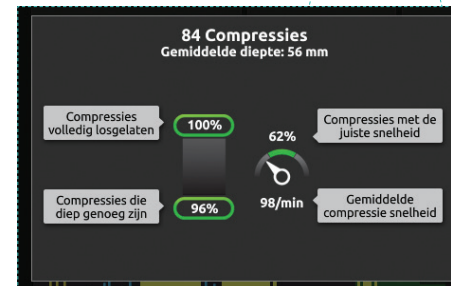 84 Compressies
Gemiddelde diepte: 56 mm
Compressies
volledig losgelaten
100%
62%
Compressies met de
juiste snelheid
Compressies die
diep genoeg zijn
96%
98/min
Gemiddelde
compressie snelheid